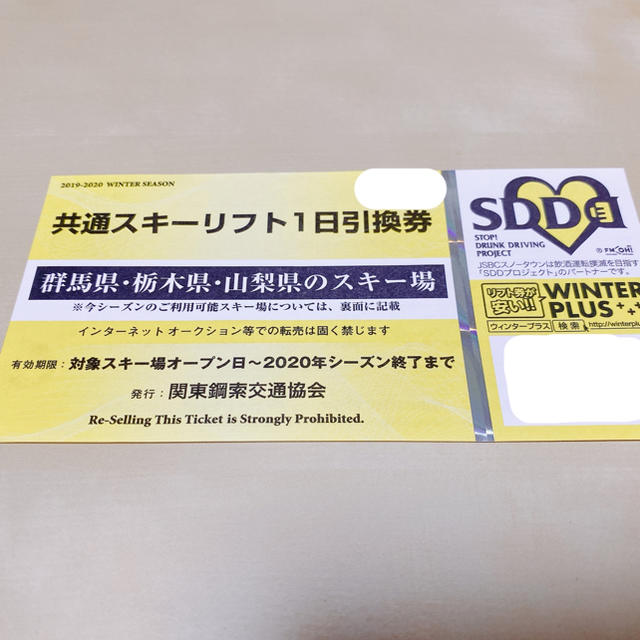 2019-2020 WINTER SEASON
共通スキーリフト1日引換券
群馬県・栃木県・山梨県のスキー場
※今シーズンのご利用可能スキー場については、裏面に記載
インターネットオークション等での転売は固く禁じます
有効期限：対象スキー場オープン日～2020年シーズン終了まで
発行：関東鋼索交通協会
Re-Selling This Ticket is Strongly Prohibited.
SDD
STOP!
DRUNK DRIVING
PROJECT
® FM OH!
JSBCスノータウンは飲酒運転撲滅を目指す
「SDDプロジェクト」のパートナーです。
リフト券が
安い!!
WINTER
PLUS
ウィンタープラス 検索 http://winterplu